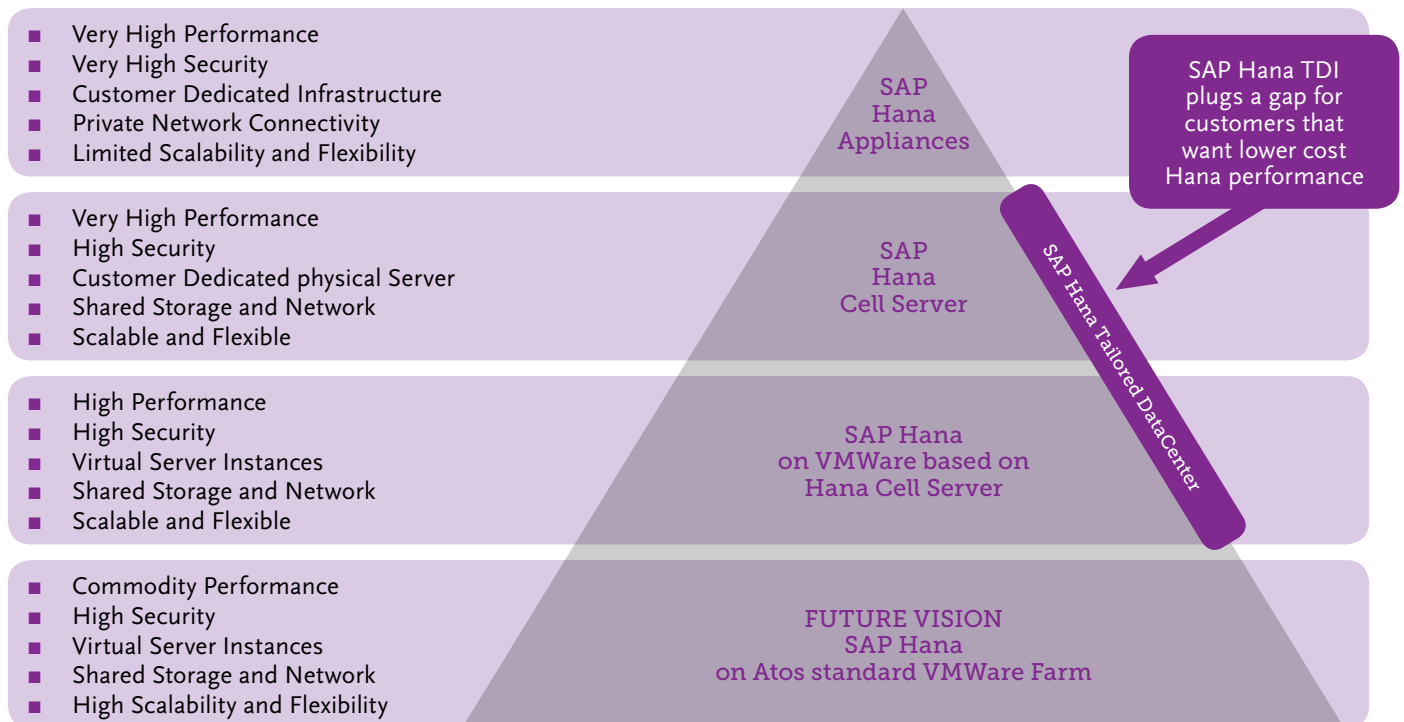 ■ Very High Performance
■ Very High Security
■ Customer Dedicated Infrastructure
■ Private Network Connectivity
■ Limited Scalability and Flexibility
SAP
Hana
Appliances
SAP Hana TDI
plugs a gap for
customers that
want lower cost
Hana performance
■ Very High Performance
■ High Security
■ Customer Dedicated physical Server
■ Shared Storage and Network
■ Scalable and Flexible
SAP
Hana
Cell Server
SAP Hana Tailored DataCenter
■ High Performance
■ High Security
■ Virtual Server Instances
■ Shared Storage and Network
■ Scalable and Flexible
SAP Hana
on VMWare based on
Hana Cell Server
■ Commodity Performance
■ High Security
■ Virtual Server Instances
■ Shared Storage and Network
■ High Scalability and Flexibility
FUTURE VISION
SAP Hana
on Atos standard VMWare Farm